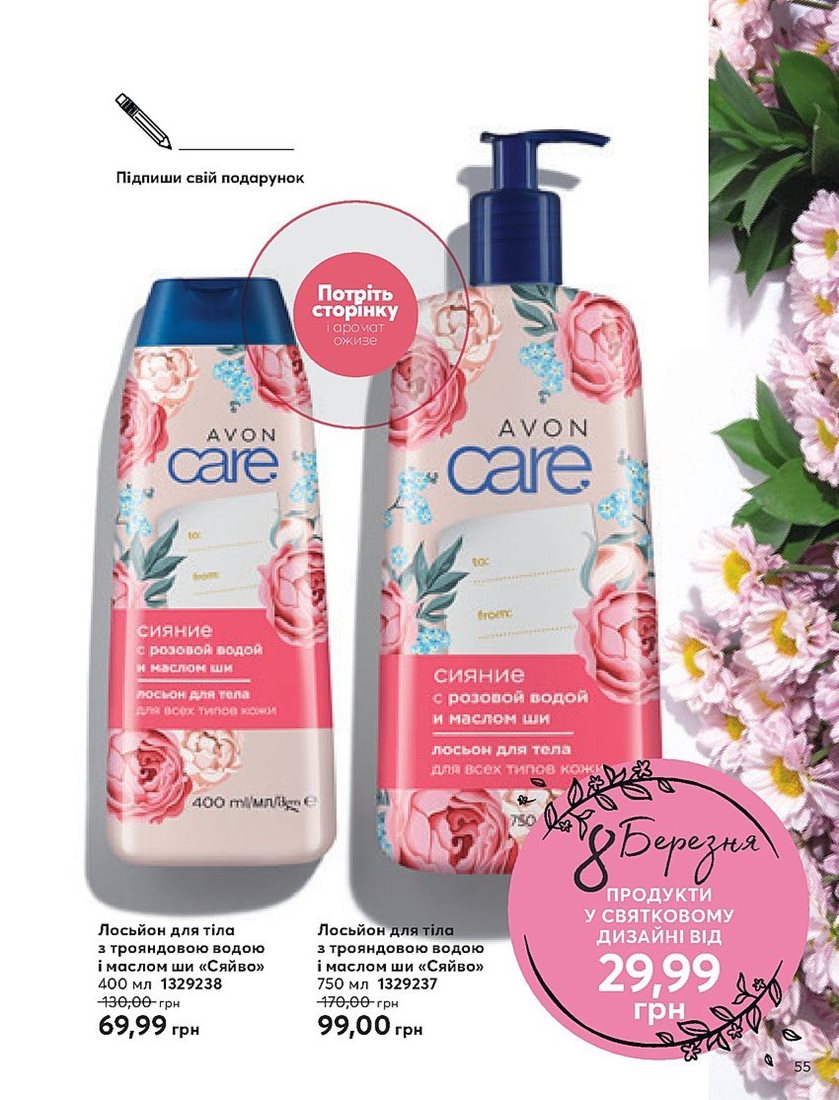 Підпиши свій подарунок
Потріть
сторінку
і аромат
оживе
AVON
care
to:
from:
сияние
с розовой водой
и маслом ши
лосьон для тела
для всех типов кожи
400 ml/мл/
AVON
care
to:
from:
сияние
с розовой водой
и маслом ши
лосьон для тела
для всех типов кожи
750
8 Березня
ПРОДУКТИ
У СВЯТКОВОМУ
ДИЗАЙНІ ВІД
29,99
грн
Лосьйон для тіла
з трояндовою водою
і маслом ши «Сяйво»
400 мл 1329238
130,00 грн
69,99 грн
Лосьйон для тіла
з трояндовою водою
і маслом ши «Сяйво»
750 мл 1329237
170,00 грн
99,00 грн
55